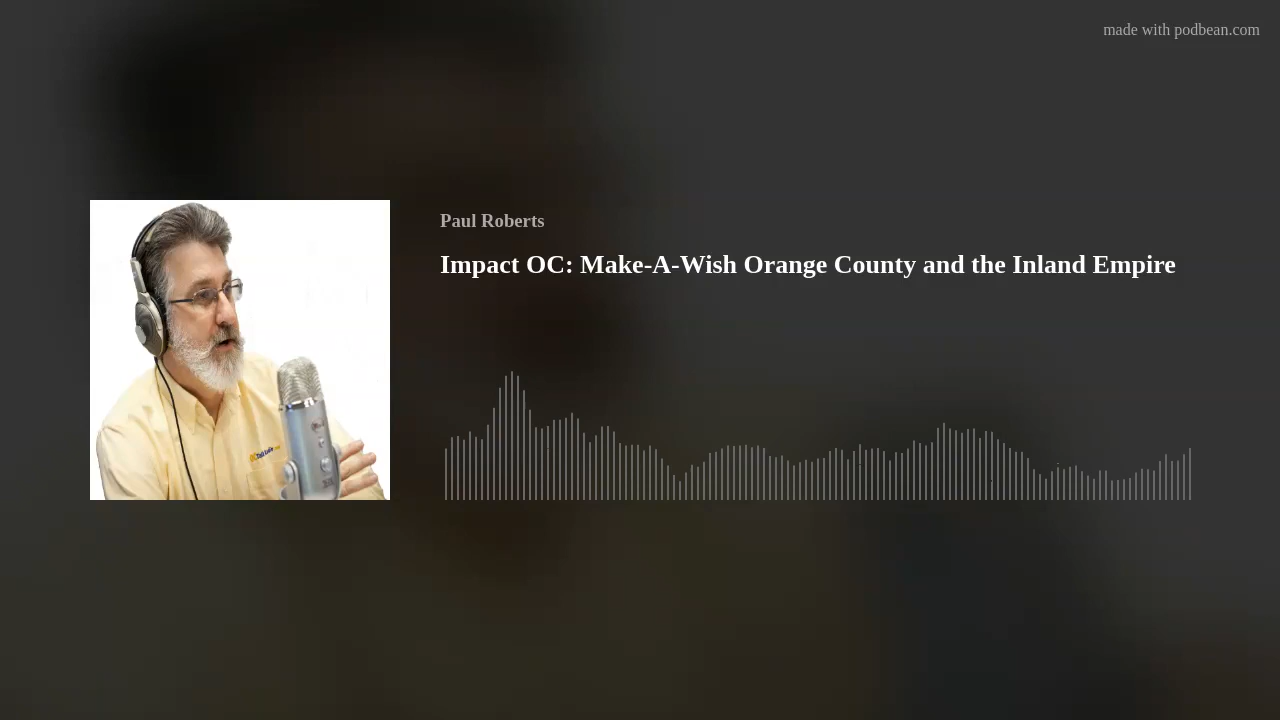 made with podbean.com
Paul Roberts
Impact OC: Make-A-Wish Orange County and the Inland Empire